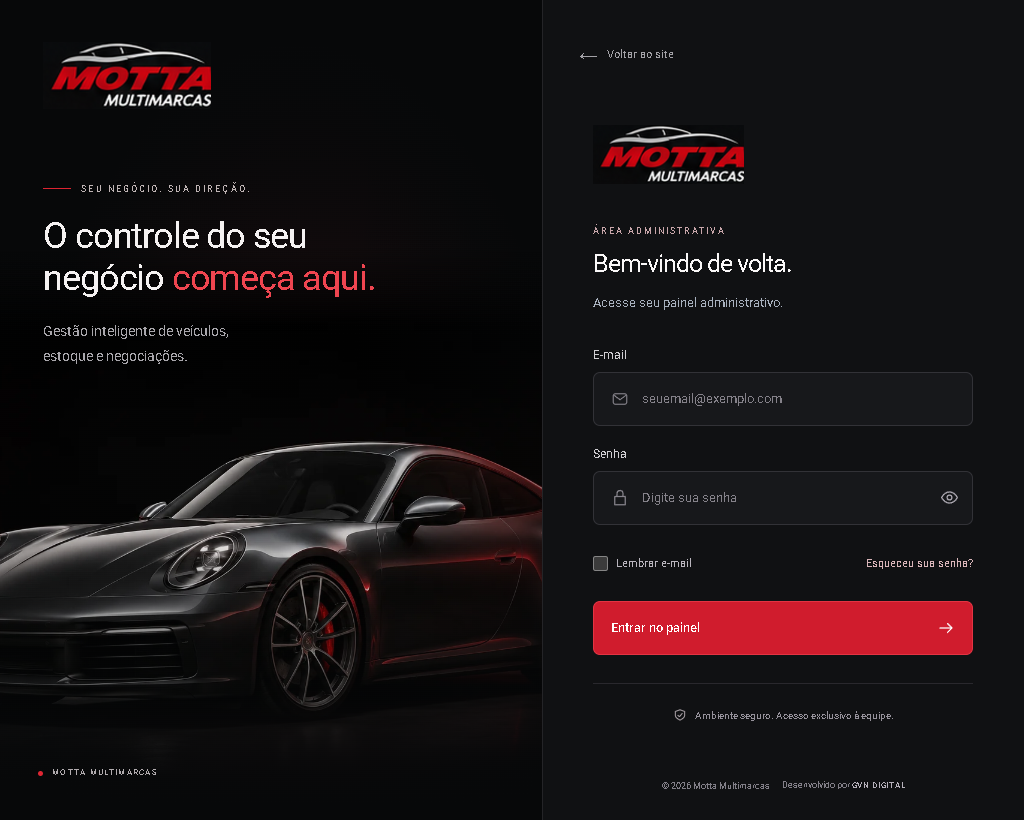 MOTTA
MULTIMARCAS
SEU NEGÓCIO. SUA DIREÇÃO.
O controle do seu
negócio começa aqui.
Gestão inteligente de veículos,
estoque e negociações.
MOTTA MULTIMARCAS
Voltar ao site
MOTTA
MULTIMARCAS
ÁREA ADMINISTRATIVA
Bem-vindo de volta.
Acesse seu painel administrativo.
E-mail
seuemail@exemplo.com
Senha
Digite sua senha
Lembrar e-mail
Esqueceu sua senha?
Entrar no painel
Ambiente seguro. Acesso exclusivo à equipe.
© 2026 Motta Multimarcas Desenvolvido por GVN DIGITAL